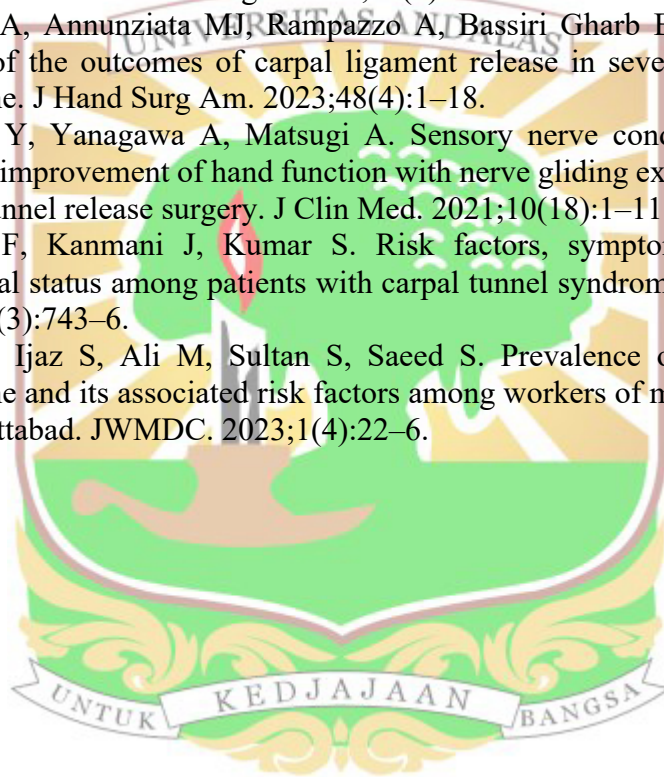 A, Annunziata MJ, Rampazzo A, Bassiri Gharb B
UNIVERSITAS ANDALAS
of the outcomes of carpal ligament release in seve
ne. J Hand Surg Am. 2023;48(4):1–18.
Y, Yanagawa A, Matsugi A. Sensory nerve cond
improvement of hand function with nerve gliding ex
nnel release surgery. J Clin Med. 2021;10(18):1–11
F, Kanmani J, Kumar S. Risk factors, sympto
al status among patients with carpal tunnel syndrom
(3):743–6.
Ijaz S, Ali M, Sultan S, Saeed S. Prevalence o
ne and its associated risk factors among workers of m
ttabad. JWMDC. 2023;1(4):22–6.
UNTUK KEDJAJAAN BANGSA